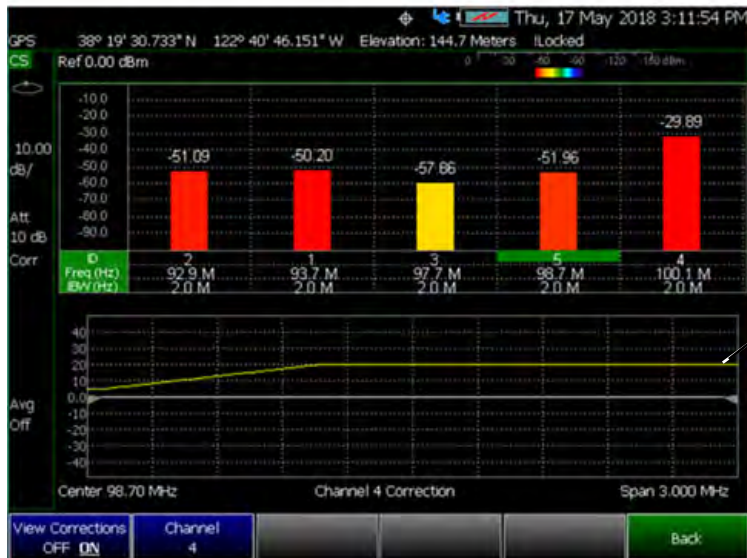 Thu, 17 May 2018 3:11:54 PM
GPS 38° 19' 30.733" N 122° 40' 46.151" W Elevation: 144.7 Meters !Locked
CS Ref 0.00 dBm 0 -30 -60 -90 -120 -150 dBm
-10.0
-20.0
-30.0 -29.89
10.00 -40.0
dB/ -50.0 -51.09 -50.20 -57.86 -51.96
-60.0
-70.0
Att -80.0
10 dB -90.0
Corr ID 2 1 3 5 4
Freq (Hz) 92.9 M 93.7 M 97.7 M 98.7 M 100.1 M
IBW (Hz) 2.0 M 2.0 M 2.0 M 2.0 M 2.0 M
40
30
20
10
Avg 0.0
Off -10
-20
-30
-40
Center 98.70 MHz Channel 4 Correction Span 3.000 MHz
View Corrections Channel Back
OFF ON 4